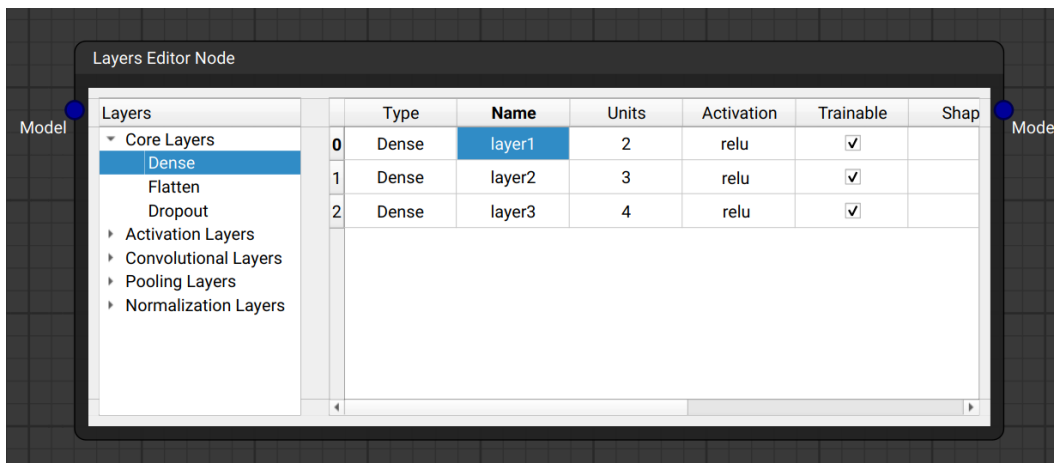 Layers Editor Node
Model
Mode
Layers
Core Layers
Dense
Flatten
Dropout
Activation Layers
Convolutional Layers
Pooling Layers
Normalization Layers
Type Name Units Activation Trainable Shap
0 Dense layer1 2 relu
1 Dense layer2 3 relu
2 Dense layer3 4 relu